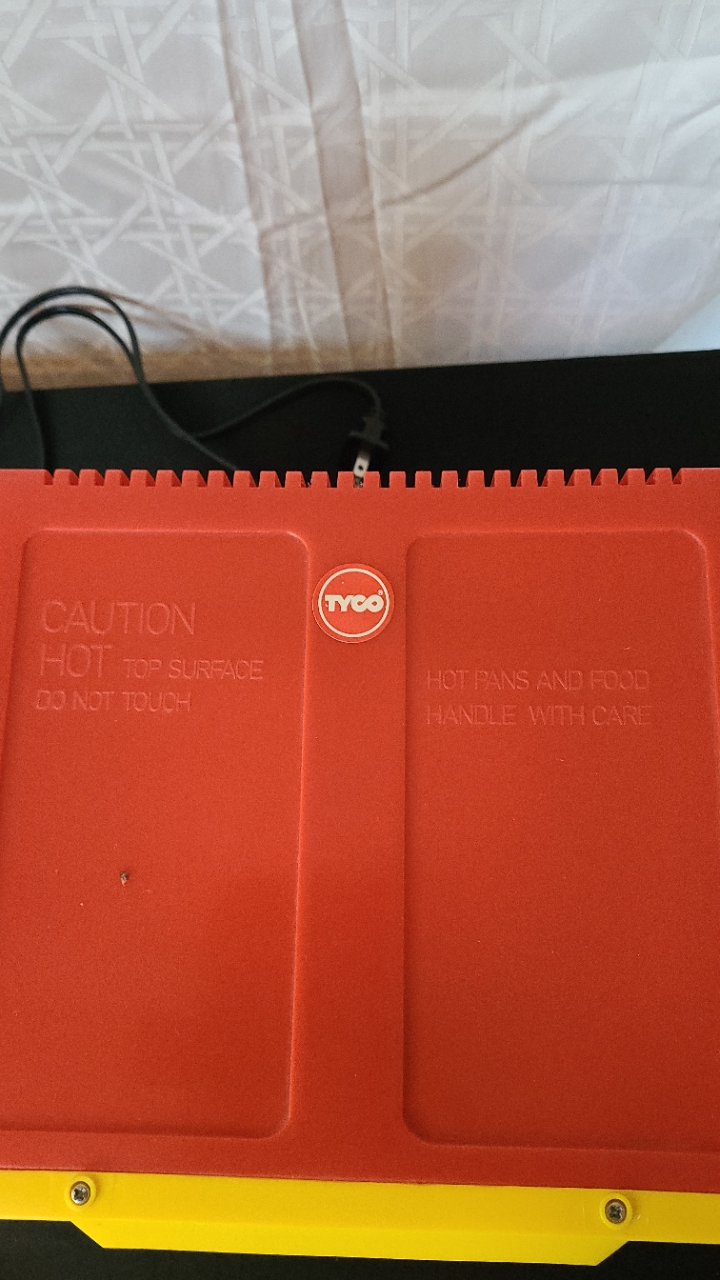 TYCO®
CAUTION
HOT TOP SURFACE
DO NOT TOUCH
HOT PANS AND FOOD
HANDLE WITH CARE